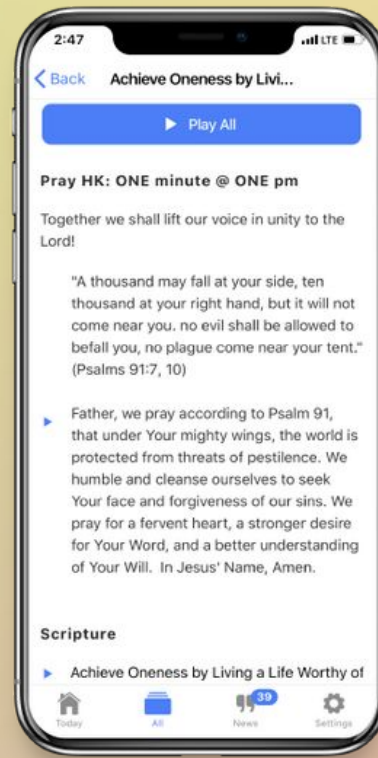 2:47
LTE
Back
Achieve Oneness by Livi...
Play All
Pray HK: ONE minute @ ONE pm
Together we shall lift our voice in unity to the
Lord!
"A thousand may fall at your side, ten
thousand at your right hand, but it will not
come near you. no evil shall be allowed to
befall you, no plague come near your tent."
(Psalms 91:7, 10)
Father, we pray according to Psalm 91,
that under Your mighty wings, the world is
protected from threats of pestilence. We
humble and cleanse ourselves to seek
Your face and forgiveness of our sins. We
pray for a fervent heart, a stronger desire
for Your Word, and a better understanding
of Your Will. In Jesus' Name, Amen.
Scripture
Achieve Oneness by Living a Life Worthy of
39
Today
All
News
Settings